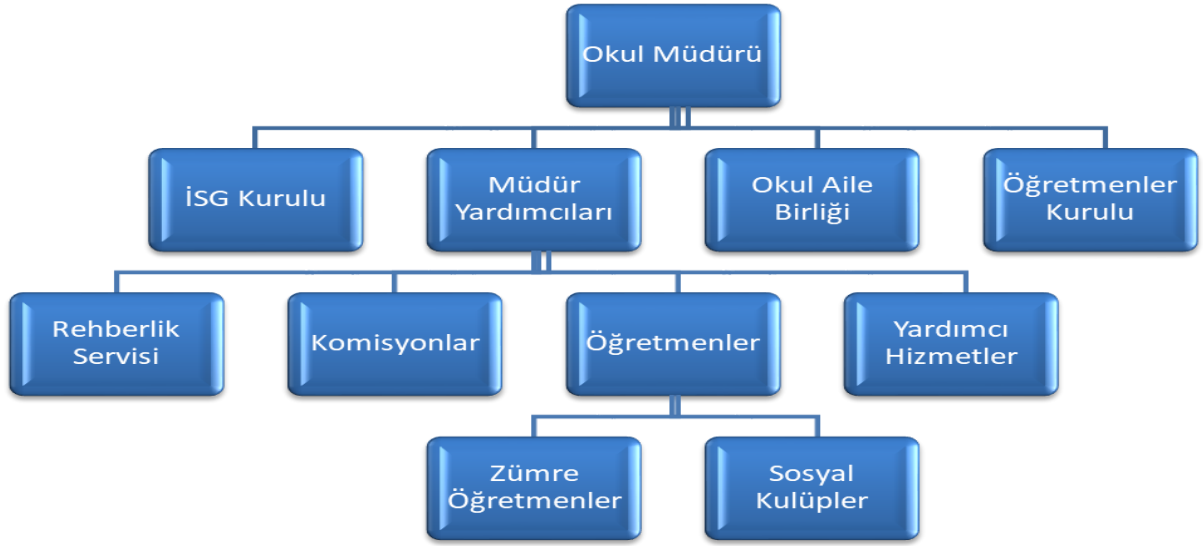 Okul Müdürü
İSG Kurulu
Müdür
Yardımcıları
Okul Aile
Birliği
Öğretmenler
Kurulu
Rehberlik
Servisi
Komisyonlar
Öğretmenler
Yardımcı
Hizmetler
Zümre
Öğretmenler
Sosyal
Kulüpler